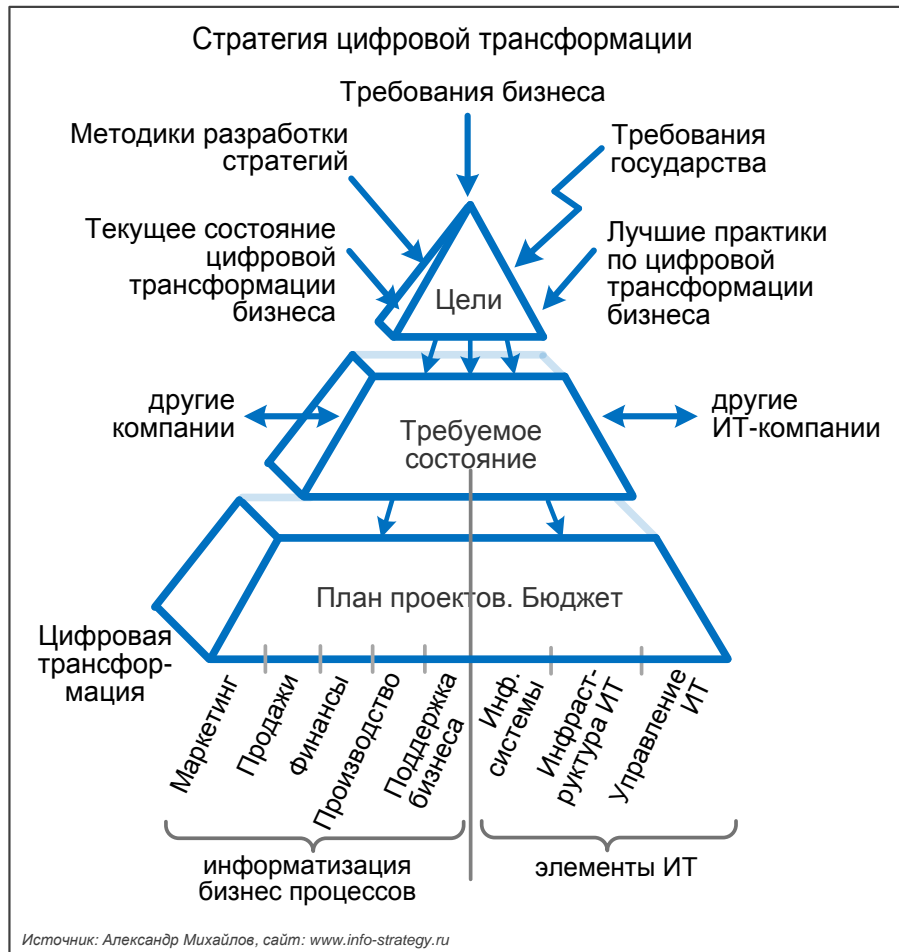 Стратегия цифровой трансформации
Требования бизнеса
Методики разработки
стратегий
Требования
государства
Текущее состояние
цифровой
трансформации
бизнеса
Лучшие практики
по цифровой
трансформации
бизнеса
Цели
другие
компании
Требуемое
состояние
другие
ИТ-компании
План проектов. Бюджет
Цифровая
трансфор-
мация
Маркетинг
Продажи
Финансы
Производство
Поддержка
бизнеса
Инф.
системы
Инфраст-
руктура ИТ
Управление
ИТ
информатизация
бизнес процессов
элементы ИТ
Источник: Александр Михайлов, сайт: www.info-strategy.ru